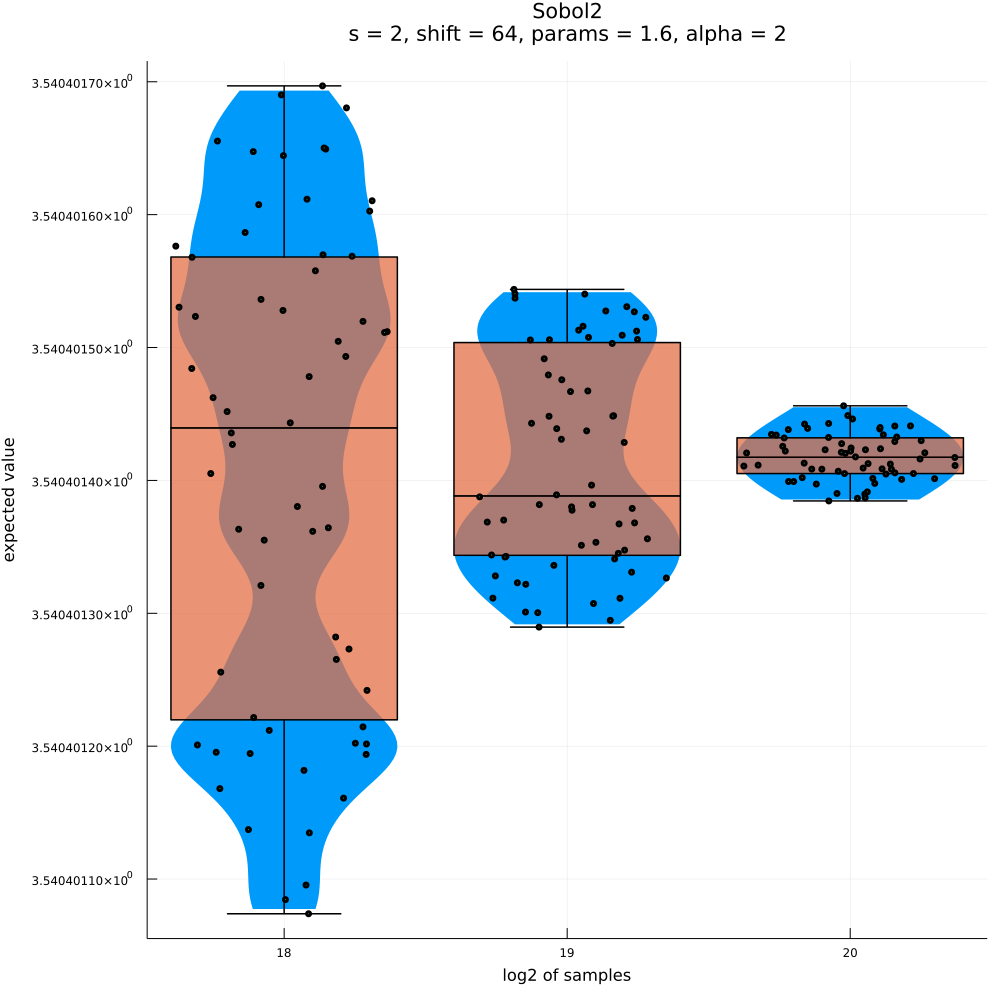 Sobol2
s = 2, shift = 64, params = 1.6, alpha = 2
3.54040170×10⁰
3.54040160×10⁰
3.54040150×10⁰
3.54040140×10⁰
3.54040130×10⁰
3.54040120×10⁰
3.54040110×10⁰
expected value
18 19 20
log2 of samples